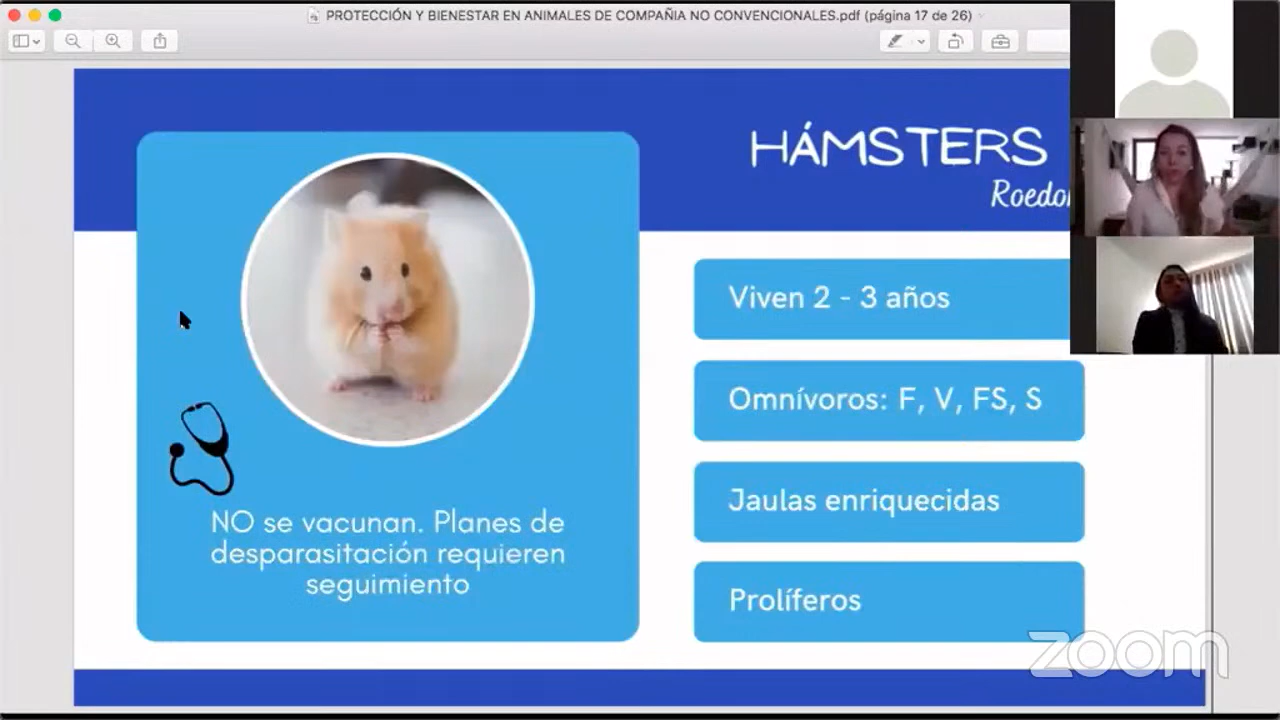 PROTECCIÓN Y BIENESTAR EN ANIMALES DE COMPAÑIA NO CONVENCIONALES.pdf (página 17 de 26)
HÁMSTERS
Viven 2 - 3 años
Omnívoros: F, V, FS, S
Jaulas enriquecidas
Prolíferos
NO se vacunan. Planes de
desparasitación requieren
seguimiento
zoom